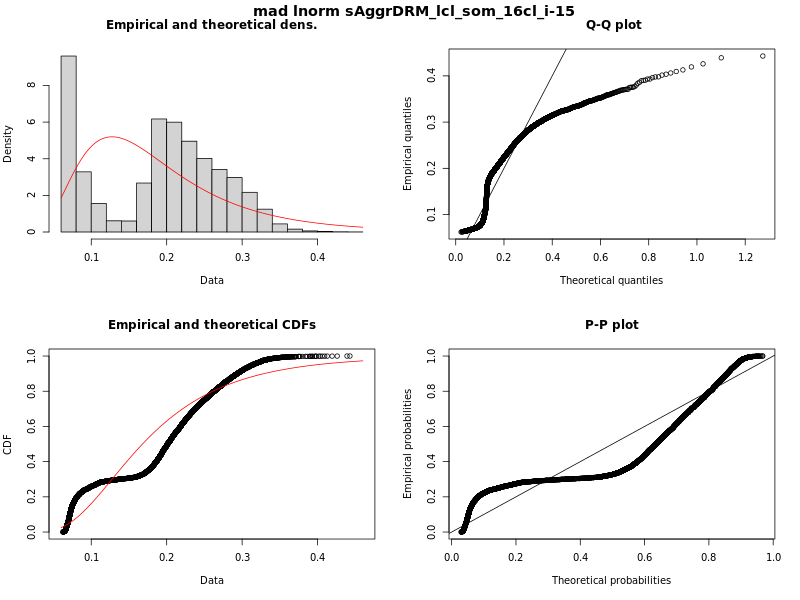 mad lnorm sAggrDRM_lcl_som_16cl_i-15
Empirical and theoretical dens.
Density
0 2 4 6 8
0.1 0.2 0.3 0.4
Data
Q-Q plot
Empirical quantiles
0.1 0.2 0.3 0.4
0.0 0.2 0.4 0.6 0.8 1.0 1.2
Theoretical quantiles
Empirical and theoretical CDFs
CDF
0.0 0.2 0.4 0.6 0.8 1.0
0.1 0.2 0.3 0.4
Data
P-P plot
Empirical probabilities
0.0 0.2 0.4 0.6 0.8 1.0
0.0 0.2 0.4 0.6 0.8 1.0
Theoretical probabilities